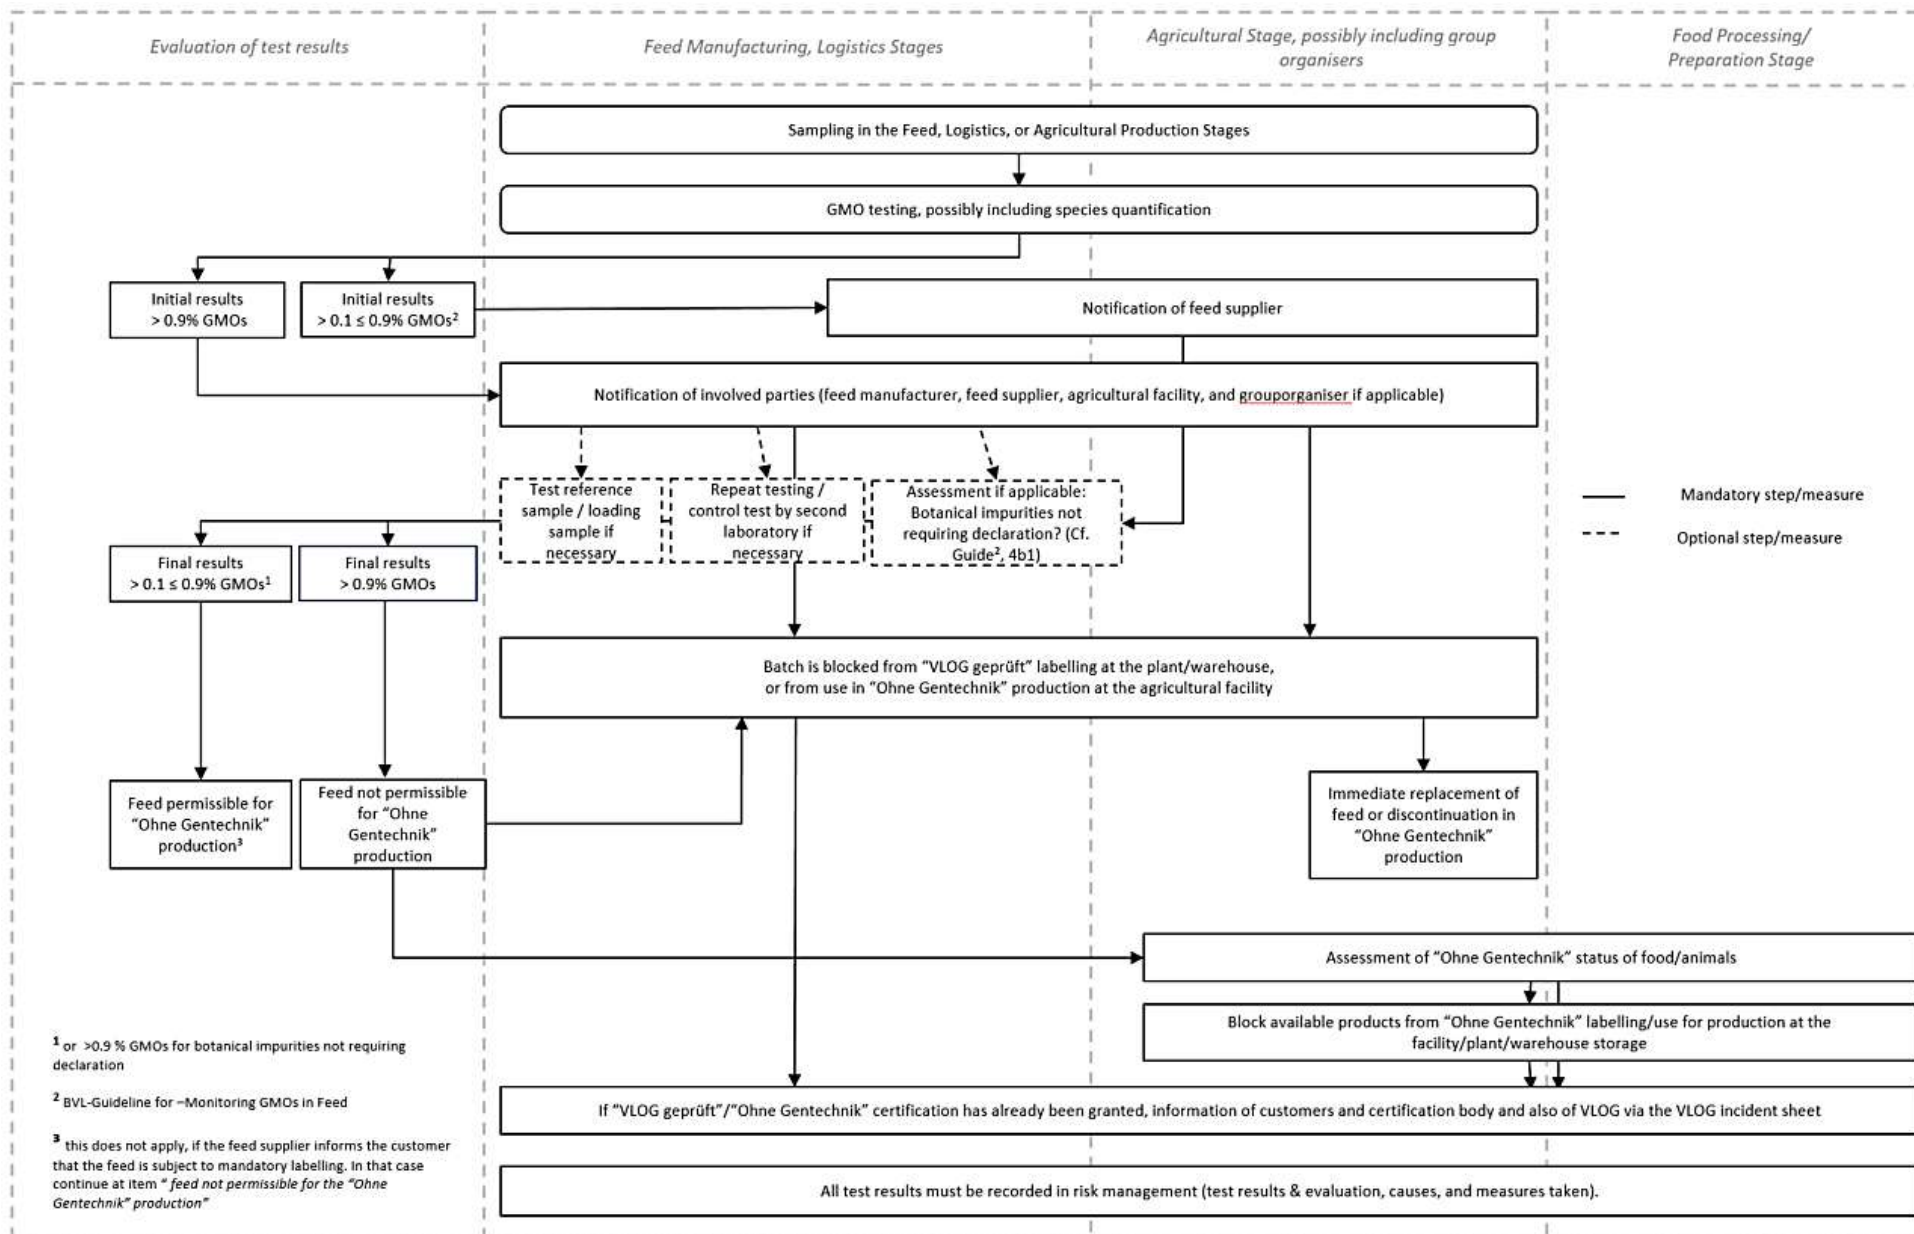 Evaluation of test results
Feed Manufacturing, Logistics Stages
Agricultural Stage, possibly including group
organisers
Food Processing/
Preparation Stage
Sampling in the Feed, Logistics, or Agricultural Production Stages
GMO testing, possibly including species quantification
Initial results
> 0.9% GMOs
Initial results
> 0.1 ≤ 0.9% GMOs²
Notification of feed supplier
Notification of involved parties (feed manufacturer, feed supplier, agricultural facility, and grouporganiser if applicable)
Test reference
sample / loading
sample if
necessary
Repeat testing /
control test by second
laboratory if
necessary
Assessment if applicable:
Botanical impurities not
requiring declaration? (Cf.
Guide², 4b1)
Mandatory step/measure
Optional step/measure
Final results
> 0.1 ≤ 0.9% GMOs¹
Final results
> 0.9% GMOs
Batch is blocked from “VLOG geprüft” labelling at the plant/warehouse,
or from use in “Ohne Gentechnik” production at the agricultural facility
Feed permissible for
“Ohne Gentechnik”
production³
Feed not permissible
for “Ohne
Gentechnik”
production
Immediate replacement of
feed or discontinuation in
“Ohne Gentechnik”
production
Assessment of “Ohne Gentechnik” status of food/animals
Block available products from “Ohne Gentechnik” labelling/use for production at the
facility/plant/warehouse storage
If “VLOG geprüft”/“Ohne Gentechnik” certification has already been granted, information of customers and certification body and also of VLOG via the VLOG incident sheet
All test results must be recorded in risk management (test results & evaluation, causes, and measures taken).
¹ or >0.9 % GMOs for botanical impurities not requiring
declaration
² BVL-Guideline for –Monitoring GMOs in Feed
³ this does not apply, if the feed supplier informs the customer
that the feed is subject to mandatory labelling. In that case
continue at item “ feed not permissible for the “Ohne
Gentechnik” production”